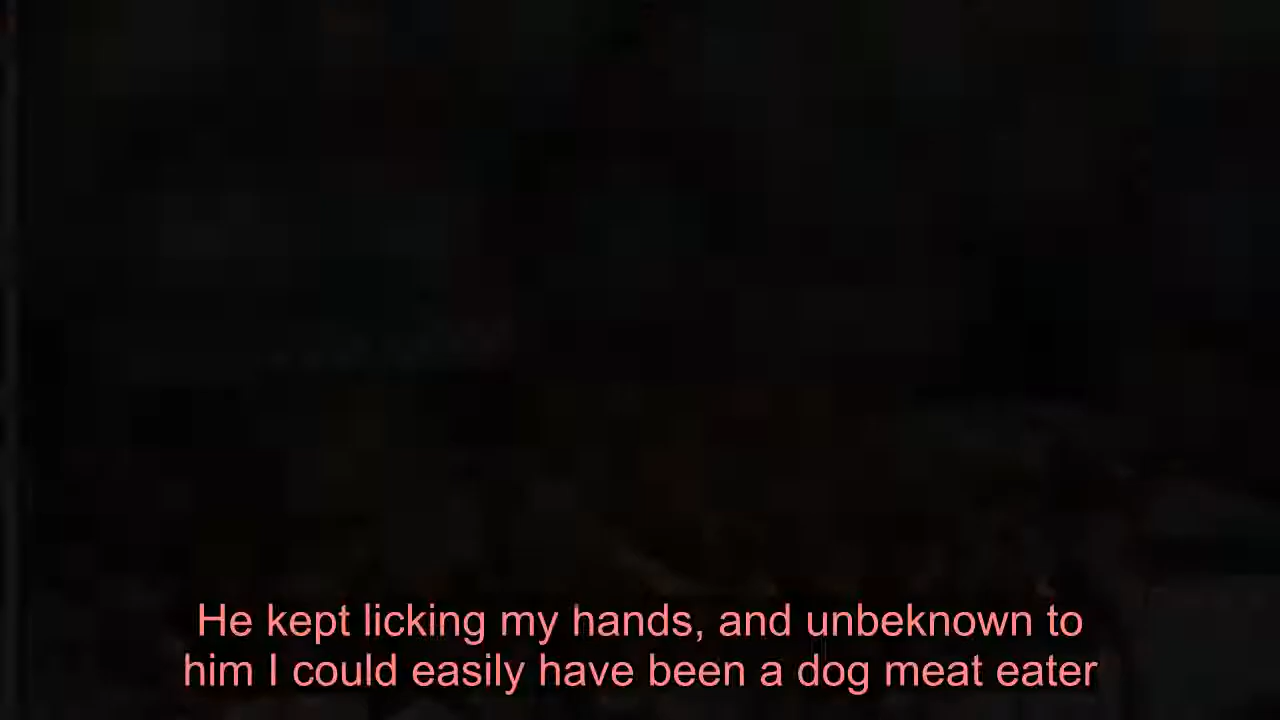 He kept licking my hands, and unbeknown to
him I could easily have been a dog meat eater